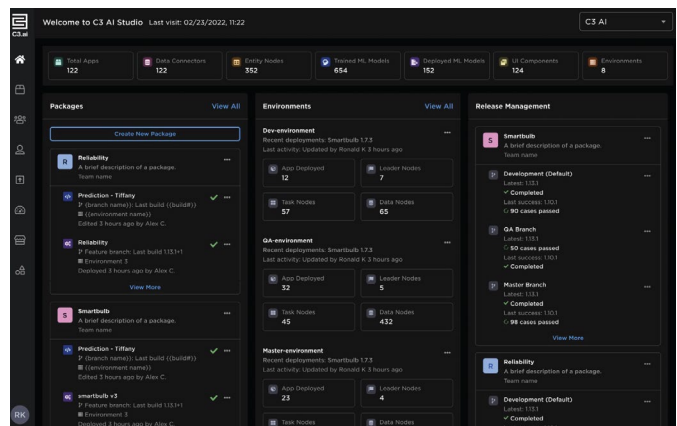 C3.ai
Welcome to C3 AI Studio Last visit: 02/23/2022, 11:22
C3 AI
Total Apps
122
Data Connectors
122
Entity Nodes
352
Trained ML Models
654
Deployed ML Models
152
UI Components
124
Environments
8
Packages View All
Create New Package
R
Reliability
A brief description of a package.
Team name
Prediction - Tiffany
{branch name}}: Last build {{build#}}
{{environment name}}
Edited 3 hours ago by Alex C.
Reliability
Feature branch: Last build 1.13.1+1
Environment 3
Deployed 3 hours ago by Alex C.
View More
S
Smartbulb
A brief description of a package.
Team name
Prediction - Tiffany
{branch name}}: Last build {{build#}}
{{environment name}}
Edited 3 hours ago by Alex C.
smartbulb v3
Feature branch: Last build 1.13.1+1
Environment 3
Deployed 3 hours ago by Alex C.
Environments View All
Dev-environment
Recent deployments: Smartbulb 1.7.3
Last activity: Updated by Ronald K 3 hours ago
App Deployed
12
Leader Nodes
7
Task Nodes
57
Data Nodes
65
QA-environment
Recent deployments: Smartbulb 1.7.3
Last activity: Updated by Ronald K 3 hours ago
App Deployed
32
Leader Nodes
5
Task Nodes
45
Data Nodes
432
Master-environment
Recent deployments: Smartbulb 1.7.3
Last activity: Updated by Ronald K 3 hours ago
App Deployed
23
Leader Nodes
4
Task Nodes
Data Nodes
Release Management
S
Smartbulb
A brief description of a package.
Team name
Development (Default)
Latest: 1.13.1
Completed
Last success: 1.10.1
90 cases passed
QA Branch
Latest: 1.13.1
50 cases passed
Last success: 1.10.1
Completed
Master Branch
Latest: 1.13.1
Completed
Last success: 1.10.1
98 cases passed
View More
R
Reliability
A brief description of a package.
Team name
Development (Default)
Latest: 1.13.1
Completed
RK